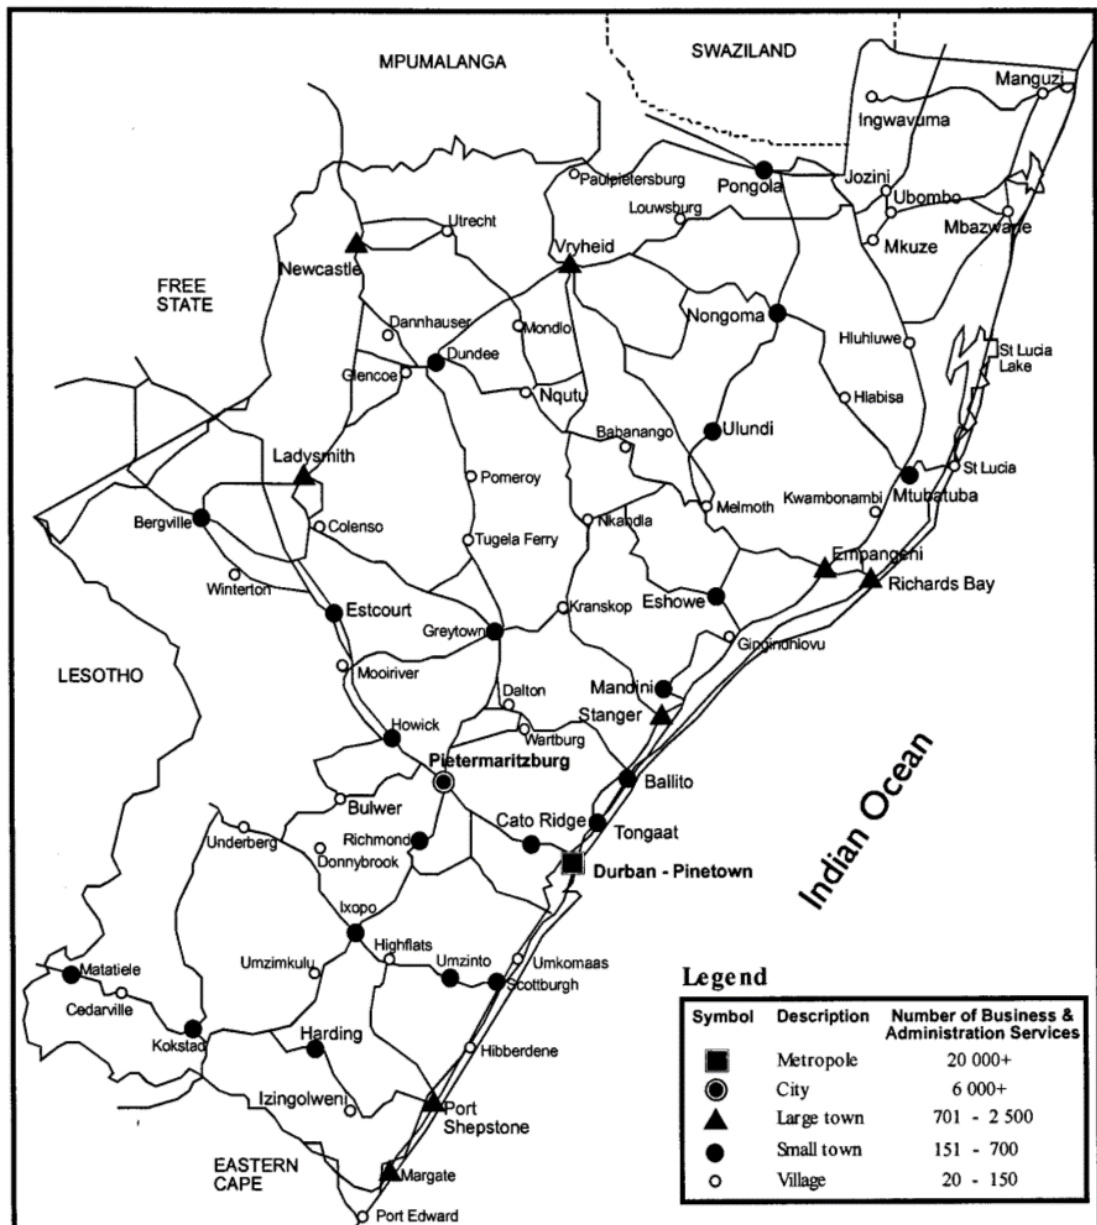 SWAZILAND
MPUMALANGA
Manguzi
Ingwavuma
Paulpietersburg
Pongola
Jozini
Ubombo
Louwsburg
Mbazwane
Utrecht
Mkuze
Vryheid
Newcastle
FREE
STATE
Nongoma
Dannhauser
Mondlo
Hluhluwe
St Lucia
Lake
Dundee
Glencoe
Nqutu
Hlabisa
Ulundi
Babanango
Ladysmith
St Lucia
Pomeroy
Mtubatuba
Kwambonambi
Melmoth
Bergville
Colenso
Nkandla
Tugela Ferry
Empangeni
Richards Bay
Winterton
Eshowe
Estcourt
Kranskop
Greytown
Gingindhlovu
LESOTHO
Mooiriver
Mandini
Dalton
Stanger
Howick
Wartburg
Pietermaritzburg
Ballito
Bulwer
Cato Ridge
Tongaat
Underberg
Richmond
Donnybrook
Durban - Pinetown
Indian Ocean
Ixopo
Highflats
Umzimkulu
Umzinto
Umkomaas
Matatiele
Scottburgh
Cedarville
Kokstad
Harding
Hibberdene
Izingolweni
Port
Shepstone
EASTERN
CAPE
Margate
Port Edward
Legend
Symbol Description Number of Business &
Administration Services
Metropole 20 000+
City 6 000+
Large town 701 - 2 500
Small town 151 - 700
Village 20 - 150